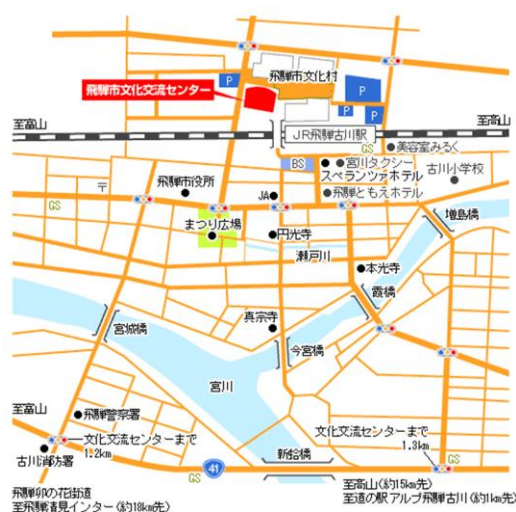 飛騨市文化村
P
P
P
P
飛騨市文化交流センター
至富山
至高山
JR飛騨古川駅
GS
美容室みるく
BS
宮川タクシー
スペランツァホテル
古川小学校
〒
飛騨市役所
JA
飛騨ともえホテル
GS
まつり広場
円光寺
増島橋
瀬戸川
GS
本光寺
霞橋
宮城橋
真宗寺
今宮橋
宮川
至富山
飛騨警察署
文化交流センターまで
1.2km
文化交流センターまで
1.3km
古川消防署
新鮎橋
41
GS
GS
飛騨卯の花街道
至飛騨清見インター(約18km先)
至高山(約15km先)
至道の駅アルプ飛騨古川(約1km先)